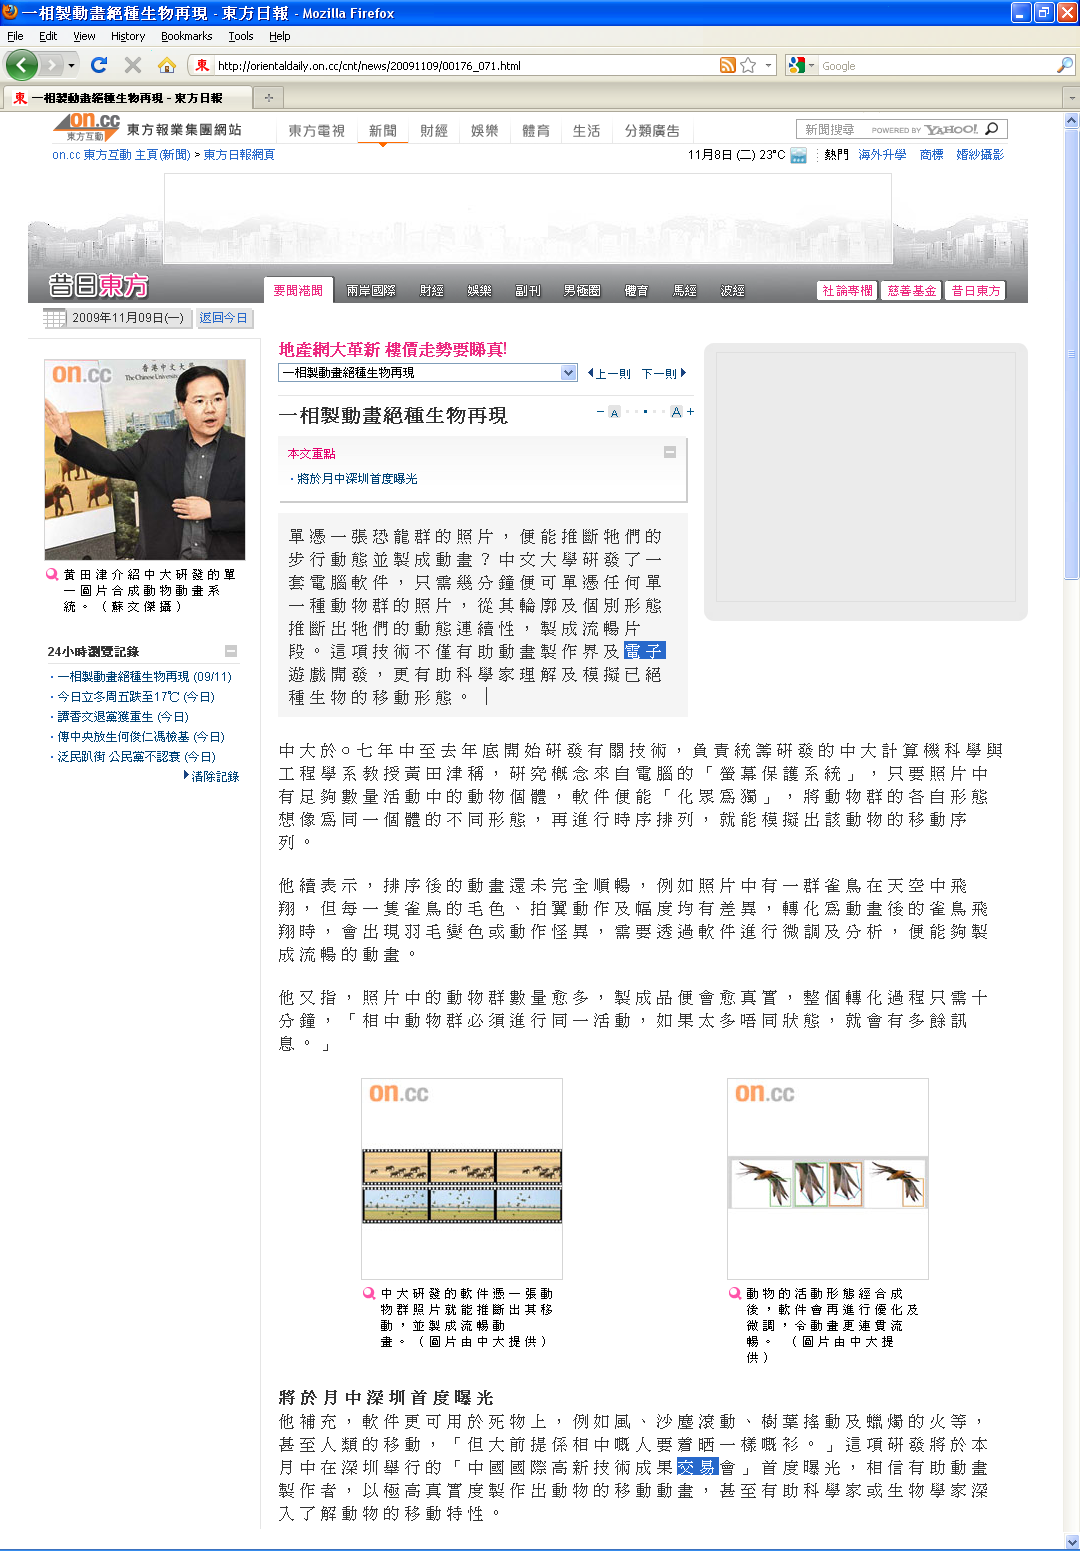 一相製動畫絕種生物再現 - 東方日報 - Mozilla Firefox
File Edit View History Bookmarks Tools Help
http://orientaldaily.on.cc/cnt/news/20091109/00176_071.html
Google
一相製動畫絕種生物再現 - 東方日報
on.cc 東方互動 東方報業集團網站 東方電視 新聞 財經 娛樂 體育 生活 分類廣告 新聞搜尋 POWERED BY YAHOO!
on.cc 東方互動 主頁(新聞) > 東方日報網頁 11月8日 (二) 23°C 熱門 海外升學 商標 婚紗攝影
昔日東方 要聞港聞 兩岸國際 財經 娛樂 副刊 男極圈 體育 馬經 波經 社論專欄 慈善基金 昔日東方
2009年11月09日(一) 返回今日
地產網大革新 樓價走勢要睇真!
一相製動畫絕種生物再現 上一則 下一則
一相製動畫絕種生物再現 − A A +
本文重點
· 將於月中深圳首度曝光
on.cc
香港中文大學
The Chinese University
黃田津介紹中大研發的單
一圖片合成動物動畫系
統。（蘇文傑攝）
24小時瀏覽記錄
· 一相製動畫絕種生物再現 (09/11)
· 今日立冬周五跌至17℃ (今日)
· 譚香文退黨獲重生 (今日)
· 傳中央放生何俊仁馮檢基 (今日)
· 泛民趴街 公民黨不認衰 (今日)
清除記錄
單憑一張恐龍群的照片，便能推斷牠們的
步行動態並製成動畫？中文大學研發了一
套電腦軟件，只需幾分鐘便可單憑任何單
一種動物群的照片，從其輪廓及個別形態
推斷出牠們的動態連續性，製成流暢片
段。這項技術不僅有助動畫製作界及電子
遊戲開發，更有助科學家理解及模擬已絕
種生物的移動形態。
中大於○七年中至去年底開始研發有關技術，負責統籌研發的中大計算機科學與
工程學系教授黃田津稱，研究概念來自電腦的「螢幕保護系統」，只要照片中
有足夠數量活動中的動物個體，軟件便能「化眾為獨」，將動物群的各自形態
想像為同一個體的不同形態，再進行時序排列，就能模擬出該動物的移動序
列。
他續表示，排序後的動畫還未完全順暢，例如照片中有一群雀鳥在天空中飛
翔，但每一隻雀鳥的毛色、拍翼動作及幅度均有差異，轉化為動畫後的雀鳥飛
翔時，會出現羽毛變色或動作怪異，需要透過軟件進行微調及分析，便能夠製
成流暢的動畫。
他又指，照片中的動物群數量愈多，製成品便會愈真實，整個轉化過程只需十
分鐘，「相中動物群必須進行同一活動，如果太多唔同狀態，就會有多餘訊
息。」
on.cc
中大研發的軟件憑一張動
物群照片就能推斷出其移
動，並製成流暢動
畫。（圖片由中大提供）
on.cc
動物的活動形態經合成
後，軟件會再進行優化及
微調，令動畫更連貫流
暢。 （圖片由中大提
供）
將於月中深圳首度曝光
他補充，軟件更可用於死物上，例如風、沙塵滾動、樹葉搖動及蠟燭的火等，
甚至人類的移動，「但大前提係相中嘅人要着晒一樣嘅衫。」這項研發將於本
月中在深圳舉行的「中國國際高新技術成果交易會」首度曝光，相信有助動畫
製作者，以極高真實度製作出動物的移動動畫，甚至有助科學家或生物學家深
入了解動物的移動特性。